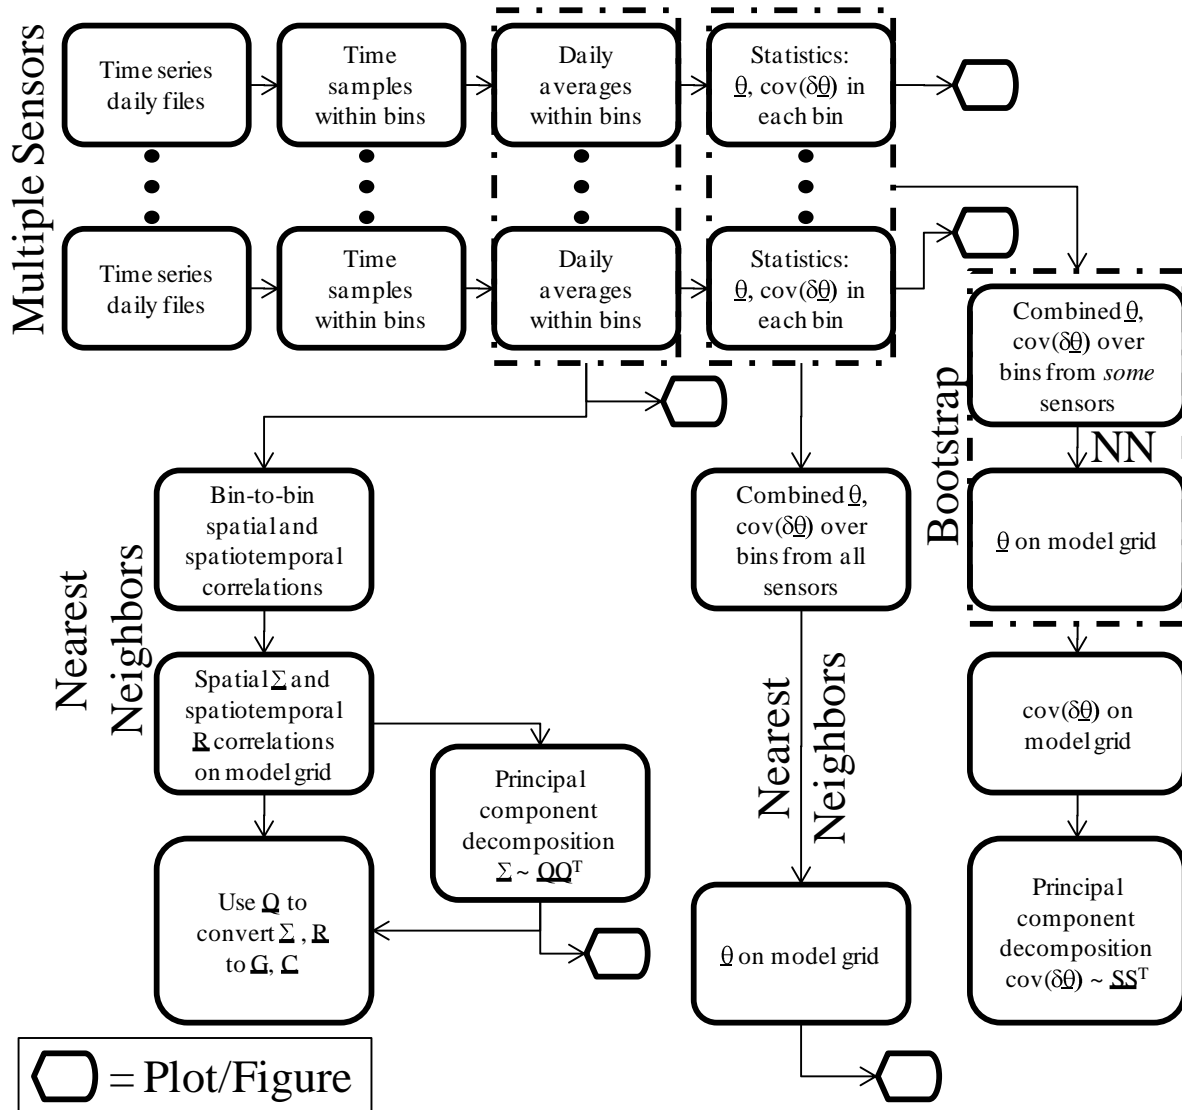 Multiple Sensors
Time series
daily files
Time
samples
within bins
Daily
averages
within bins
Statistics:
θ, cov(δθ) in
each bin
Time series
daily files
Time
samples
within bins
Daily
averages
within bins
Statistics:
θ, cov(δθ) in
each bin
Bootstrap
Combined θ,
cov(δθ) over
bins from some
sensors
NN
θ on model grid
cov(δθ) on
model grid
Principal
component
decomposition
cov(δθ) ~ SSᵀ
Bin-to-bin
spatial and
spatiotemporal
correlations
Nearest
Neighbors
Spatial Σ and
spatiotemporal
R correlations
on model grid
Principal
component
decomposition
Σ ~ QQᵀ
Use Q to
convert Σ , R
to G, C
Combined θ,
cov(δθ) over
bins from all
sensors
Nearest
Neighbors
θ on model grid
= Plot/Figure